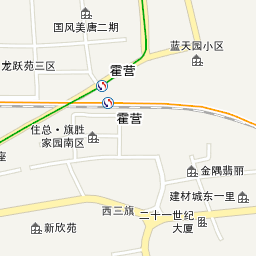 国风美唐二期
蓝天园小区
龙跃苑三区
霍营
霍营
住总·旗胜
家园南区
座
金隅翡丽
建材城东一里
西三旗
二十一世纪
大厦
新欣苑